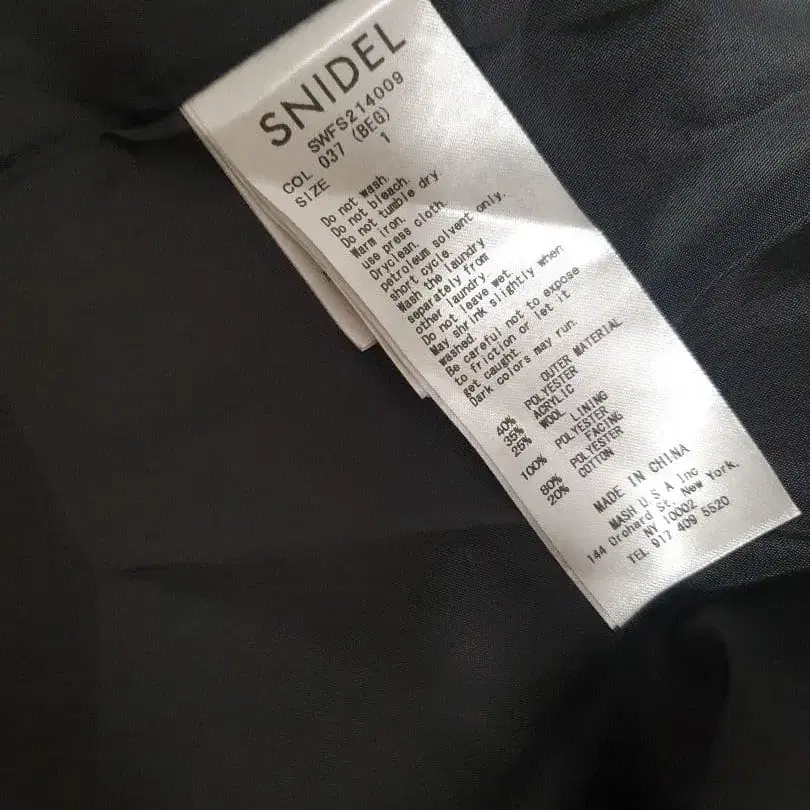 SNIDEL
SWFS214009
COL 037 (BEG)
SIZE 1
Do not wash.
Do not bleach.
Do not tumble dry.
Warm iron.
use press cloth.
Dryclean.
petroleum solvent only.
short cycle.
Wash the laundry
separately from
other laundry.
Do not leave wet.
May shrink slightly when
washed.
Be careful not to expose
to friction or let it
get caught.
Dark colors may run.
OUTER MATERIAL
40% POLYESTER
35% ACRYLIC
25% WOOL
LINING
100% POLYESTER
FACING
80% POLYESTER
20% COTTON
MADE IN CHINA
MASH U S A Inc
144 Orchard St. New York.
NY 10002
TEL 917 409 5520